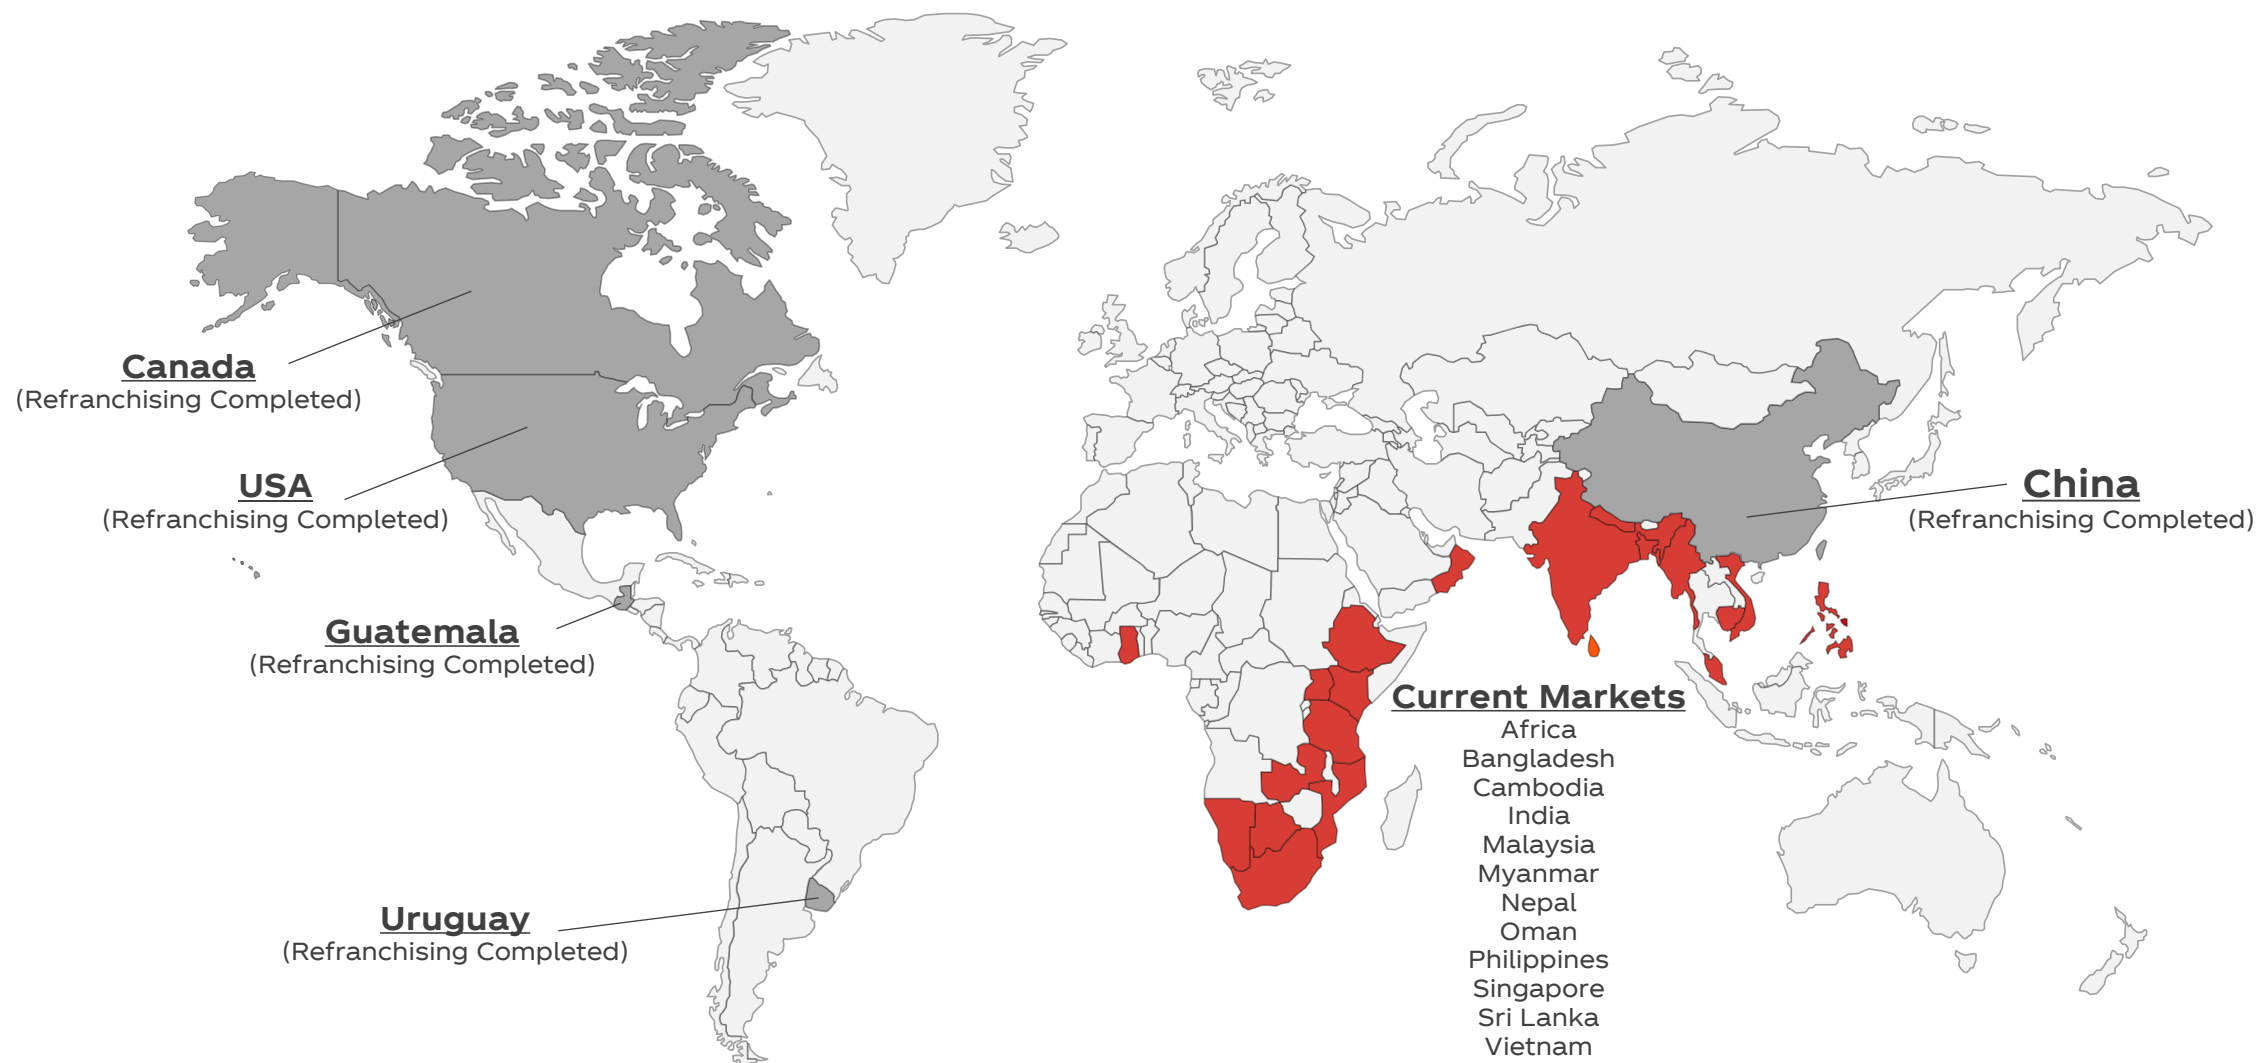 Canada
(Refranchising Completed)
USA
(Refranchising Completed)
Guatemala
(Refranchising Completed)
Uruguay
(Refranchising Completed)
China
(Refranchising Completed)
Current Markets
Africa
Bangladesh
Cambodia
India
Malaysia
Myanmar
Nepal
Oman
Philippines
Singapore
Sri Lanka
Vietnam